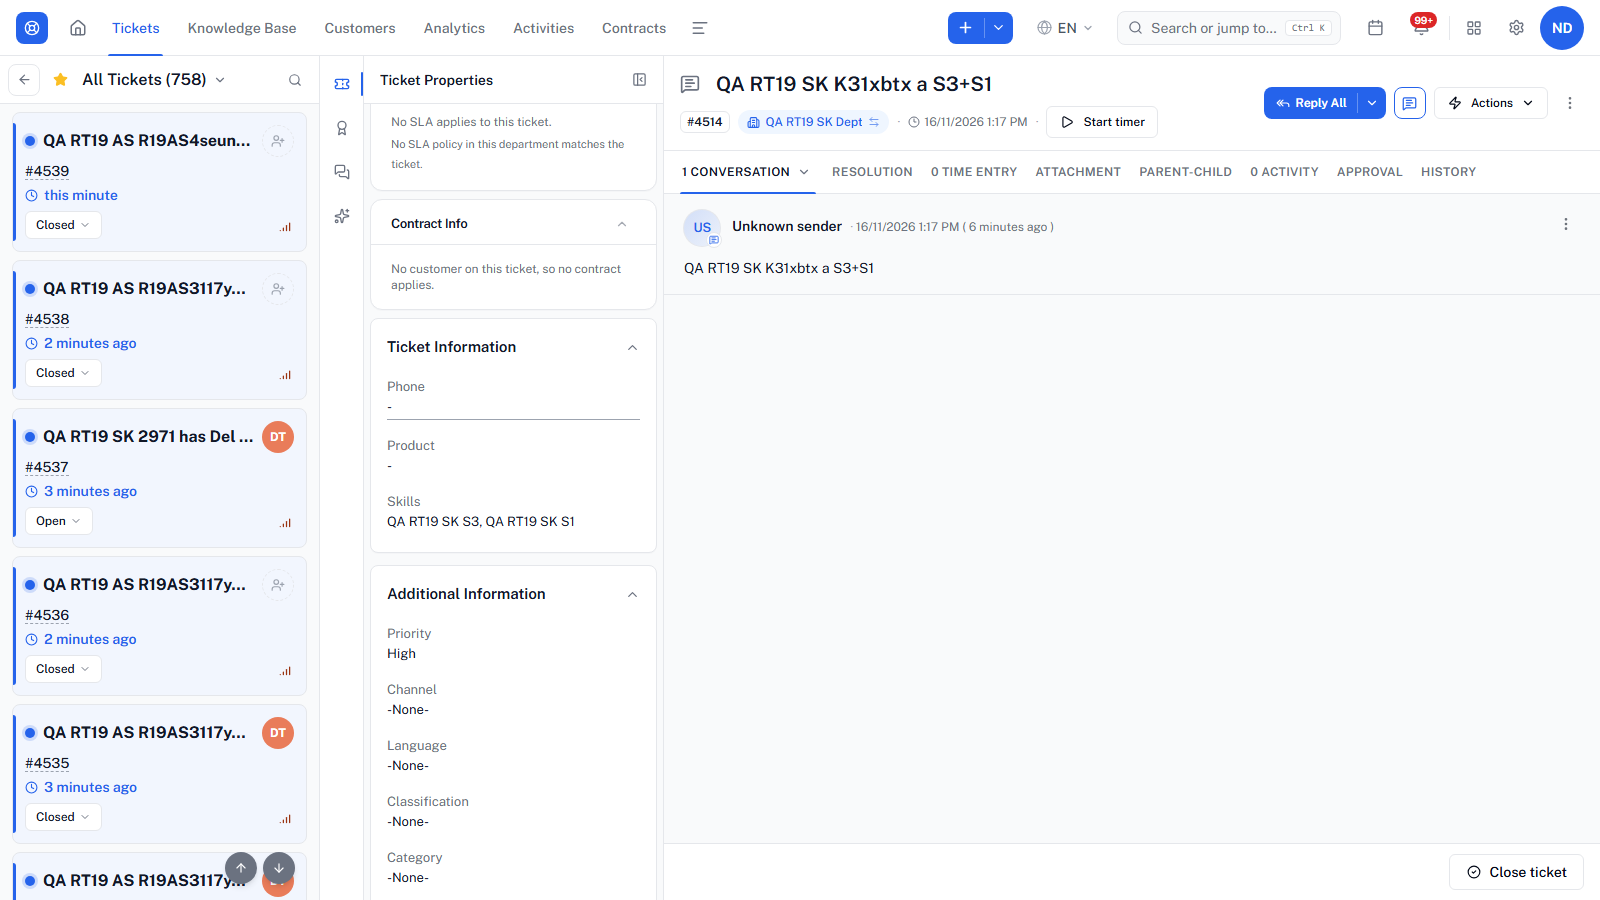 Tickets
Knowledge Base
Customers
Analytics
Activities
Contracts
EN
Search or jump to...
Ctrl K
99+
ND
All Tickets (758)
QA RT19 AS R19AS4seun...
#4539
this minute
Closed
QA RT19 AS R19AS3117y...
#4538
2 minutes ago
Closed
QA RT19 SK 2971 has Del ...
DT
#4537
3 minutes ago
Open
QA RT19 AS R19AS3117y...
#4536
2 minutes ago
Closed
QA RT19 AS R19AS3117y...
DT
#4535
3 minutes ago
Closed
QA RT19 AS R19AS3117y...
Ticket Properties
No SLA applies to this ticket.
No SLA policy in this department matches the
ticket.
Contract Info
No customer on this ticket, so no contract
applies.
Ticket Information
Phone
-
Product
-
Skills
QA RT19 SK S3, QA RT19 SK S1
Additional Information
Priority
High
Channel
-None-
Language
-None-
Classification
-None-
Category
-None-
QA RT19 SK K31xbtx a S3+S1
#4514
QA RT19 SK Dept
· 16/11/2026 1:17 PM ·
Start timer
Reply All
Actions
1 CONVERSATION
RESOLUTION
0 TIME ENTRY
ATTACHMENT
PARENT-CHILD
0 ACTIVITY
APPROVAL
HISTORY
US
Unknown sender · 16/11/2026 1:17 PM ( 6 minutes ago )
QA RT19 SK K31xbtx a S3+S1
Close ticket